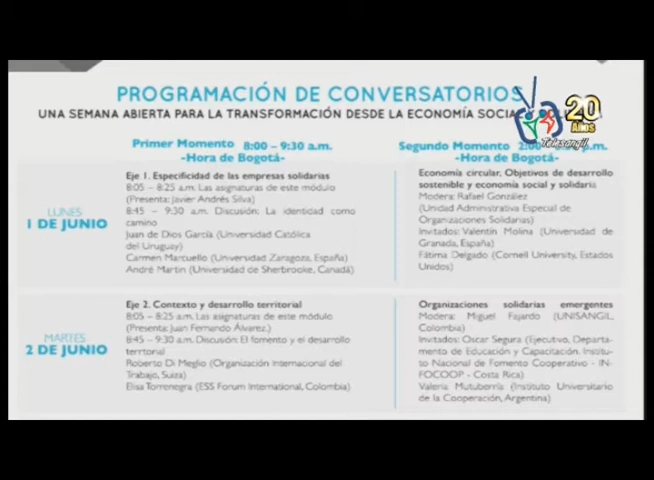 PROGRAMACIÓN DE CONVERSATORIOS
UNA SEMANA ABIERTA PARA LA TRANSFORMACIÓN DESDE LA ECONOMÍA SOCIAL
20
Años
Telesangil
Primer Momento 8:00 – 9:30 a.m.
-Hora de Bogotá-
Segundo Momento 2:00
p.m.
-Hora de Bogotá-
LUNES
1 DE JUNIO
Eje 1. Especificidad de las empresas solidarias
8:05 – 8:25 a.m. Las asignaturas de este módulo
(Presenta: Javier Andrés Silva)
8:45 – 9:30 a.m. Discusión: La identidad como
camino
Juan de Dios García (Universidad Católica
del Uruguay)
Carmen Marcuello (Universidad Zaragoza, España)
André Martin (Universidad de Sherbrooke, Canadá)
Economía circular, Objetivos de desarrollo
sostenible y economía social y solidaria
Modera: Rafael González
(Unidad Administrativa Especial de
Organizaciones Solidarias)
Invitados: Valentín Molina (Universidad de
Granada, España)
Fátima Delgado (Cornell University, Estados
Unidos)
MARTES
2 DE JUNIO
Eje 2. Contexto y desarrollo territorial
8:05 – 8:25 a.m. Las asignaturas de este módulo
(Presenta: Juan Fernando Álvarez.)
8:45 – 9:30 a.m. Discusión: El fomento y el desarrollo
territorial
Roberto Di Meglio (Organización Internacional del
Trabajo, Suiza)
Elisa Torrenegra (ESS Forum International, Colombia)
Organizaciones solidarias emergentes
Modera: Miguel Fajardo (UNISANGIL,
Colombia)
Invitados: Oscar Segura (Ejecutivo, Departa-
mento de Educación y Capacitación. Institu-
to Nacional de Fomento Cooperativo - IN-
FOCOOP - Costa Rica)
Valeria Mutuberría (Instituto Universitario
de la Cooperación, Argentina)